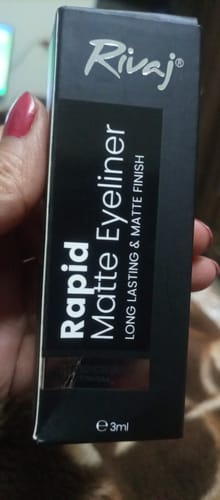 Rivaj®
Rapid
Matte Eyeliner
LONG LASTING & MATTE FINISH
℮ 3ml